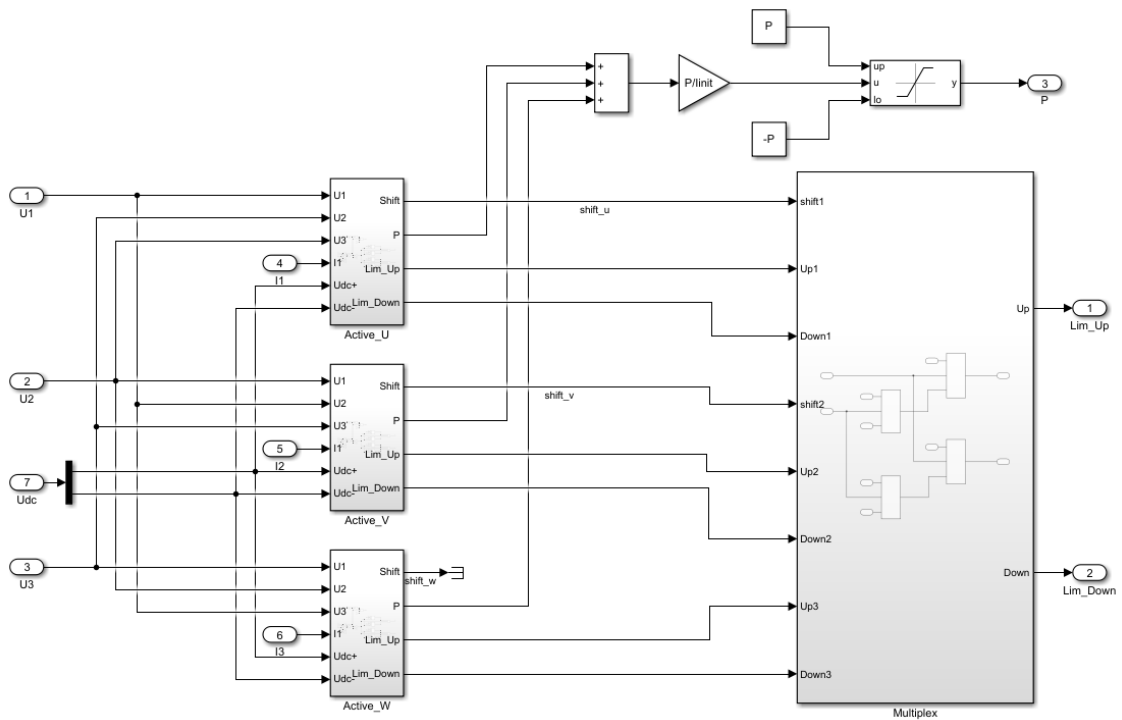 P
up
u
lo
y
P/Iinit
+
+
+
3
P
-P
1
U1
U1
U2
U3
4
I1
I1
Udc+
Udc-
Shift
P
Lim_Up
Lim_Down
Active_U
shift_u
2
U2
U1
U2
U3
5
I2
I1
Udc+
Udc-
Shift
P
Lim_Up
Lim_Down
Active_V
shift_v
7
Udc
3
U3
U1
U2
U3
6
I3
I1
Udc+
Udc-
Shift
P
Lim_Up
Lim_Down
Active_W
shift_w
shift1
Up1
Down1
shift2
Up2
Down2
Up3
Down3
Up
Down
Multiplex
1
Lim_Up
2
Lim_Down